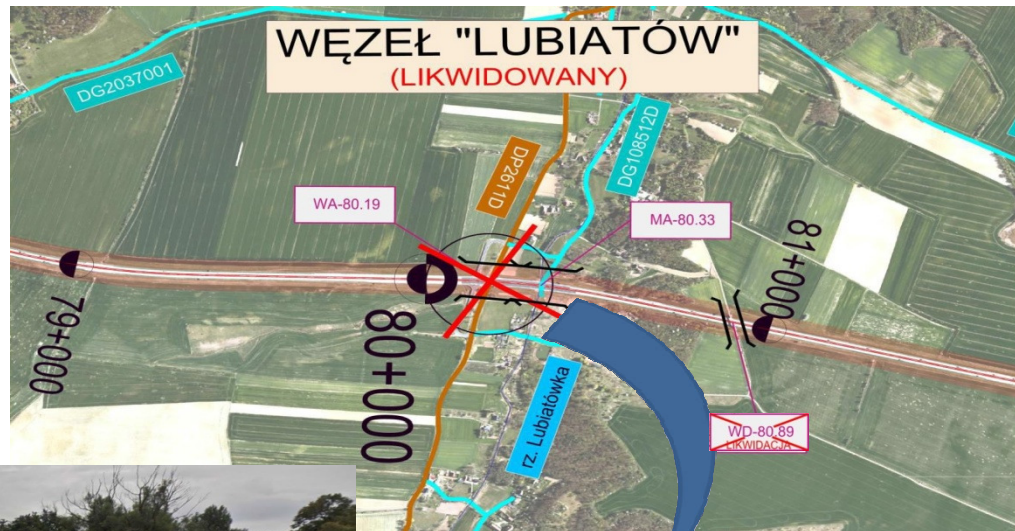 WĘZEŁ "LUBIATÓW"
(LIKWIDOWANY)
DG2037001
DP2611D
DG108512D
WA-80.19
MA-80.33
81+000
79+000
80+000
rz. Lubiatówka
WD-80.89
LIKWIDACJA